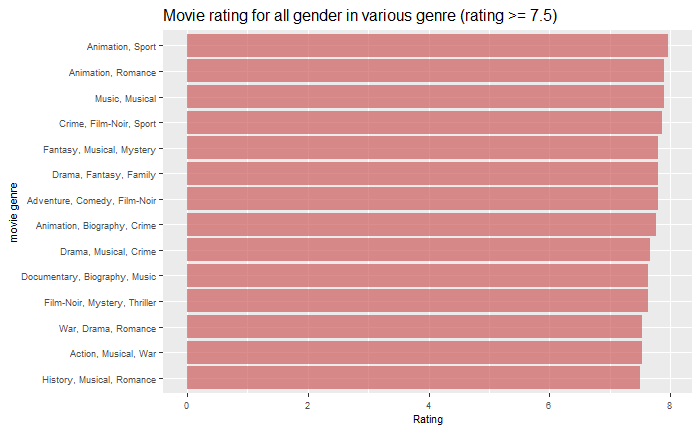 Movie rating for all gender in various genre (rating >= 7.5)
movie genre
Animation, Sport
Animation, Romance
Music, Musical
Crime, Film-Noir, Sport
Fantasy, Musical, Mystery
Drama, Fantasy, Family
Adventure, Comedy, Film-Noir
Animation, Biography, Crime
Drama, Musical, Crime
Documentary, Biography, Music
Film-Noir, Mystery, Thriller
War, Drama, Romance
Action, Musical, War
History, Musical, Romance
0 2 4 6 8
Rating